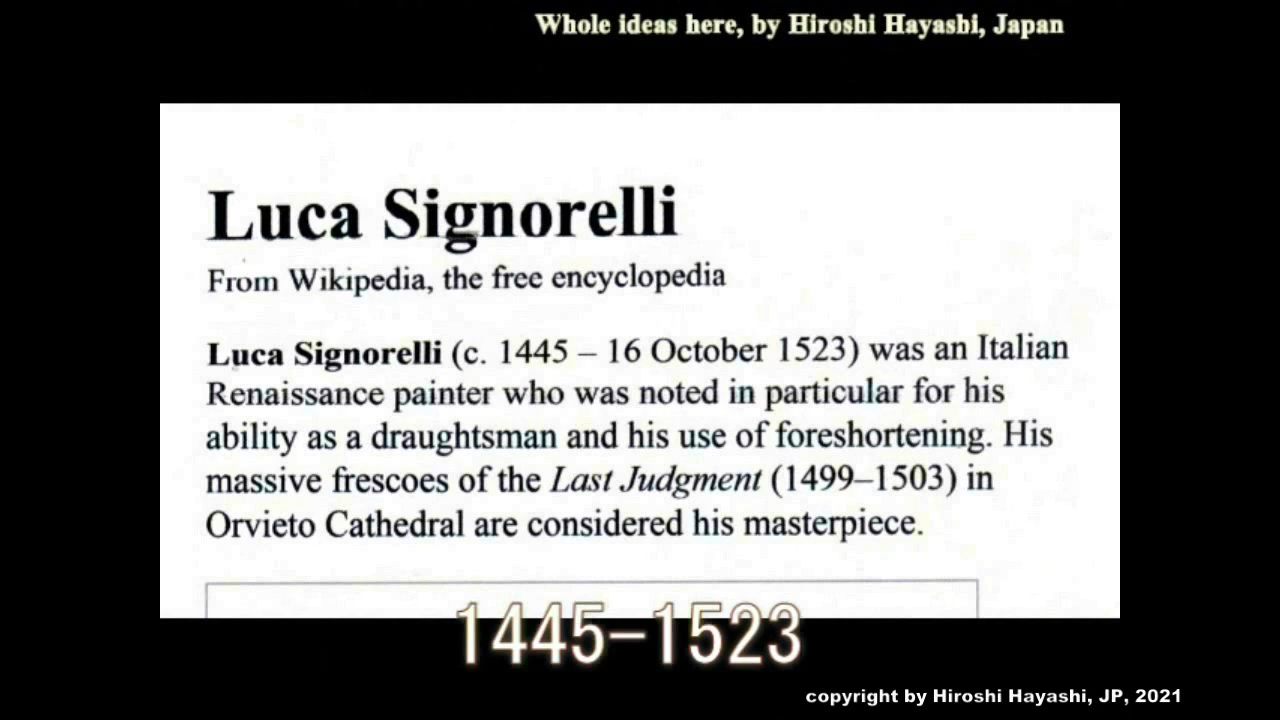 Whole ideas here, by Hiroshi Hayashi, Japan
Luca Signorelli
From Wikipedia, the free encyclopedia
Luca Signorelli (c. 1445 – 16 October 1523) was an Italian
Renaissance painter who was noted in particular for his
ability as a draughtsman and his use of foreshortening. His
massive frescoes of the Last Judgment (1499–1503) in
Orvieto Cathedral are considered his masterpiece.
1445–1523
copyright by Hiroshi Hayashi, JP, 2021